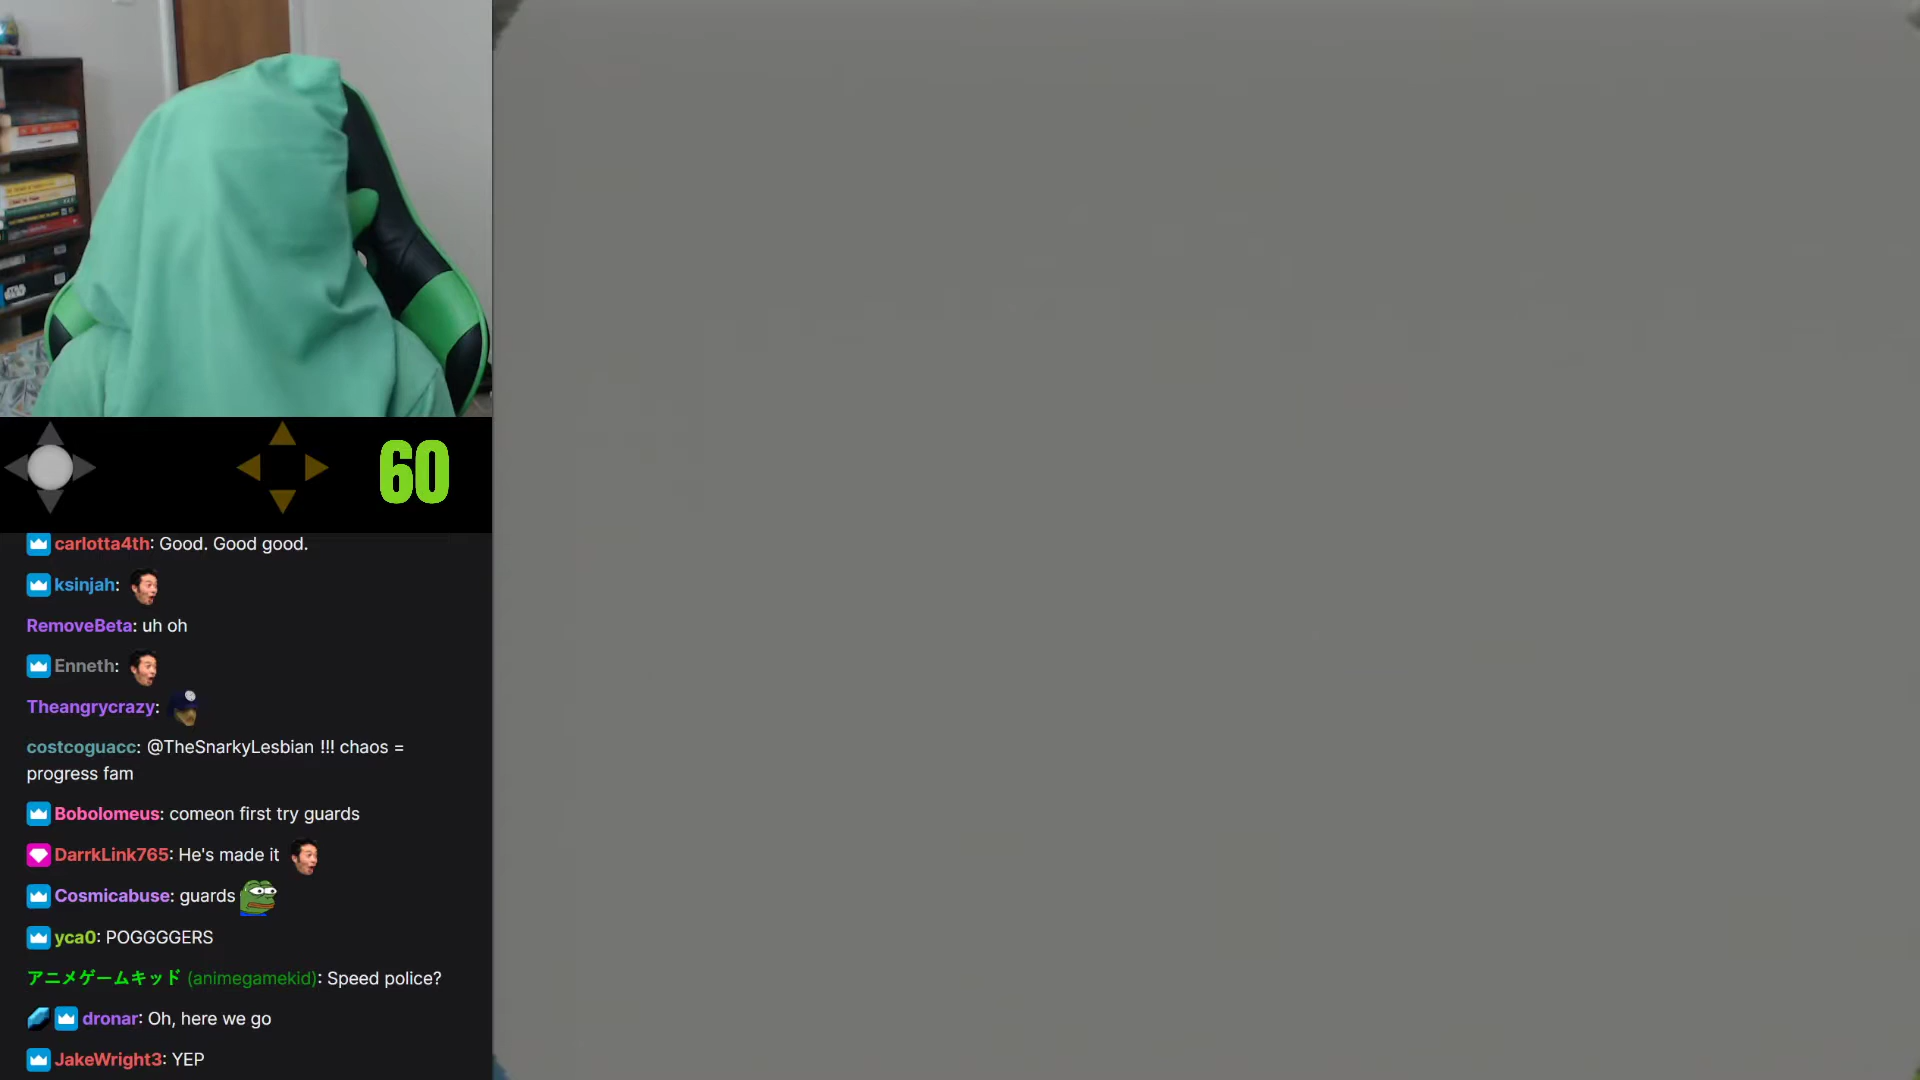 60
carlotta4th: Good. Good good.
ksinjah:
RemoveBeta: uh oh
Enneth:
Theangrycrazy:
costcoguacc: @TheSnarkyLesbian !!! chaos =
progress fam
Bobolomeus: comeon first try guards
DarrkLink765: He's made it
Cosmicabuse: guards
yca0: POGGGGERS
アニメゲームキッド (animegamekid): Speed police?
dronar: Oh, here we go
JakeWright3: YEP